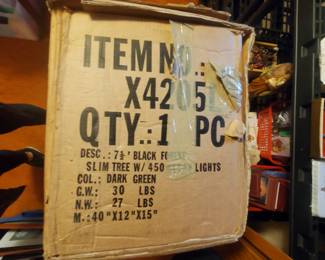 ITEM NO.:
X4205
QTY.:1 PC
DESC.: 7½' BLACK
SLIM TREE W/450 LIGHTS
COL.: DARK GREEN
G.W.: 30 LBS
N.W.: 27 LBS
M.: 40"X12"X15"